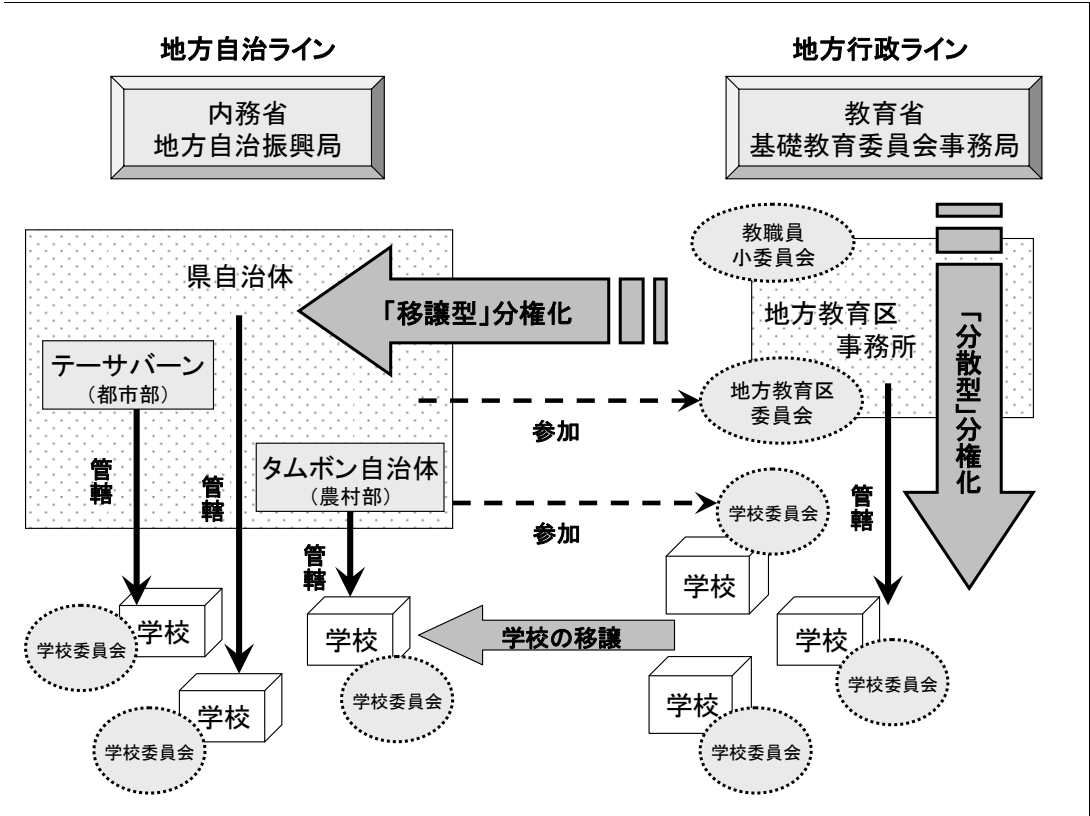 地方自治ライン
内務省
地方自治振興局
県自治体
テーサバーン
（都市部）
タムボン自治体
（農村部）
管轄
管轄
管轄
学校
学校委員会
学校
学校委員会
学校
学校委員会
「移譲型」分権化
参加
参加
学校の移譲
地方行政ライン
教育省
基礎教育委員会事務局
教職員
小委員会
地方教育区
事務所
地方教育区
委員会
「分散型」分権化
管轄
学校委員会
学校
学校
学校委員会
学校
学校委員会